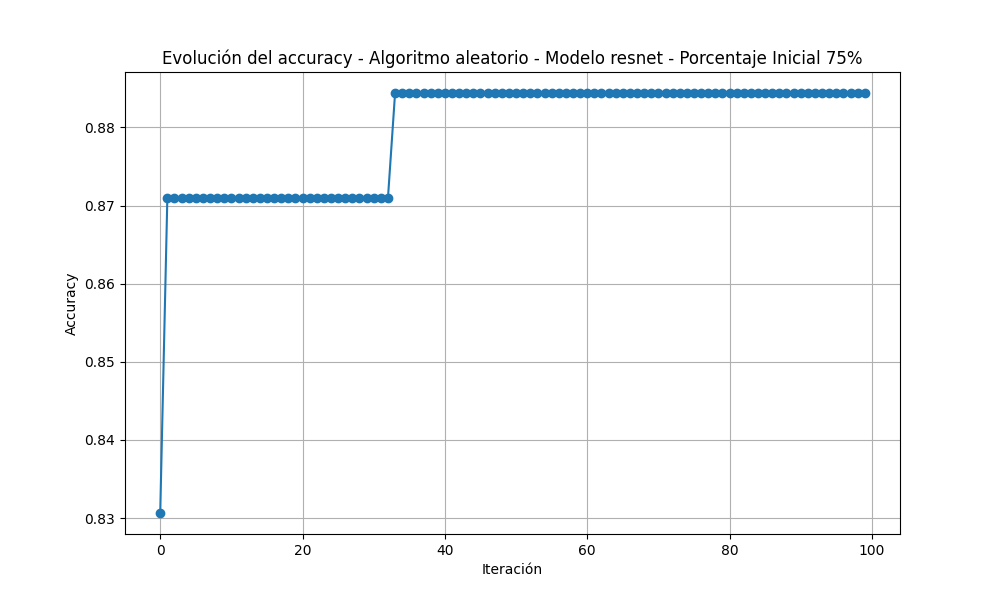 Evolución del accuracy - Algoritmo aleatorio - Modelo resnet - Porcentaje Inicial 75%
0.88
0.87
0.86
0.85
0.84
0.83
Accuracy
0 20 40 60 80 100
Iteración